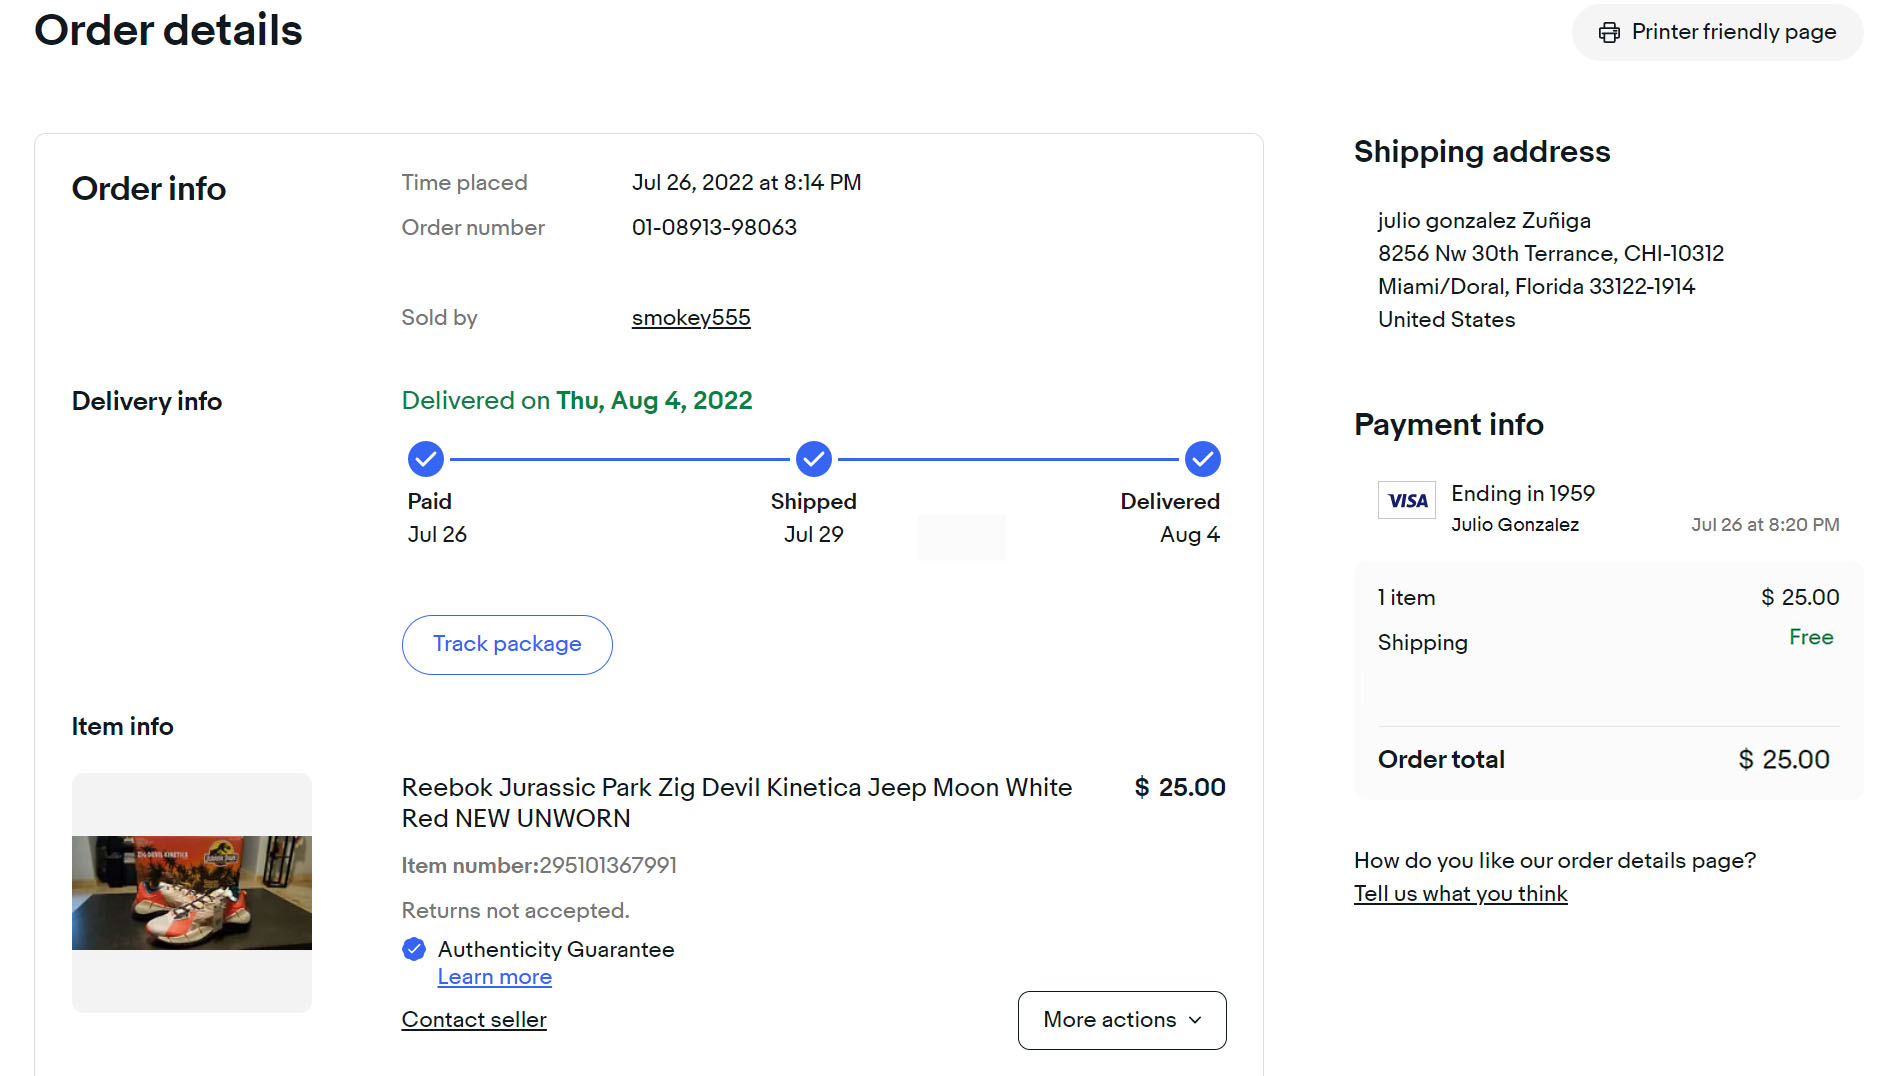 Order details
Printer friendly page
Order info
Time placed
Jul 26, 2022 at 8:14 PM
Order number
01-08913-98063
Sold by
smokey555
Delivery info
Delivered on Thu, Aug 4, 2022
Paid
Shipped
Delivered
Jul 26
Jul 29
Aug 4
Track package
Item info
ZIG DEVIL KINETICA
Reebok Jurassic Park Zig Devil Kinetica Jeep Moon White
Red NEW UNWORN
$ 25.00
Item number:295101367991
Returns not accepted.
Authenticity Guarantee
Learn more
Contact seller
More actions
Shipping address
julio gonzalez Zuñiga
8256 Nw 30th Terrance, CHI-10312
Miami/Doral, Florida 33122-1914
United States
Payment info
VISA
Ending in 1959
Julio Gonzalez
Jul 26 at 8:20 PM
1 item
$ 25.00
Shipping
Free
Order total
$ 25.00
How do you like our order details page?
Tell us what you think